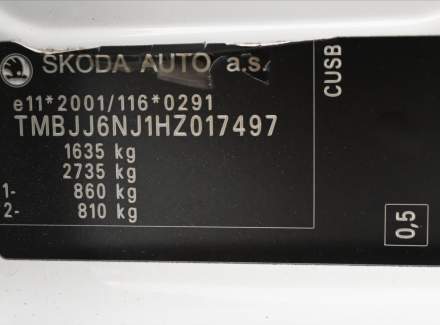 ŠKODA AUTO a.s.
e11*2001/116*0291
TMBJJ6NJ1HZ017497
1635 kg
2735 kg
1- 860 kg
2- 810 kg
CUSB
0,5